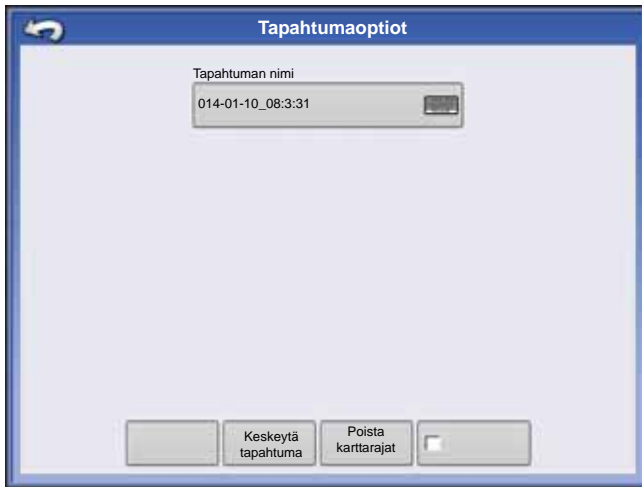 Tapahtumaoptiot
Tapahtuman nimi
014-01-10_08:3:31
Keskeytä
tapahtuma
Poista
karttarajat